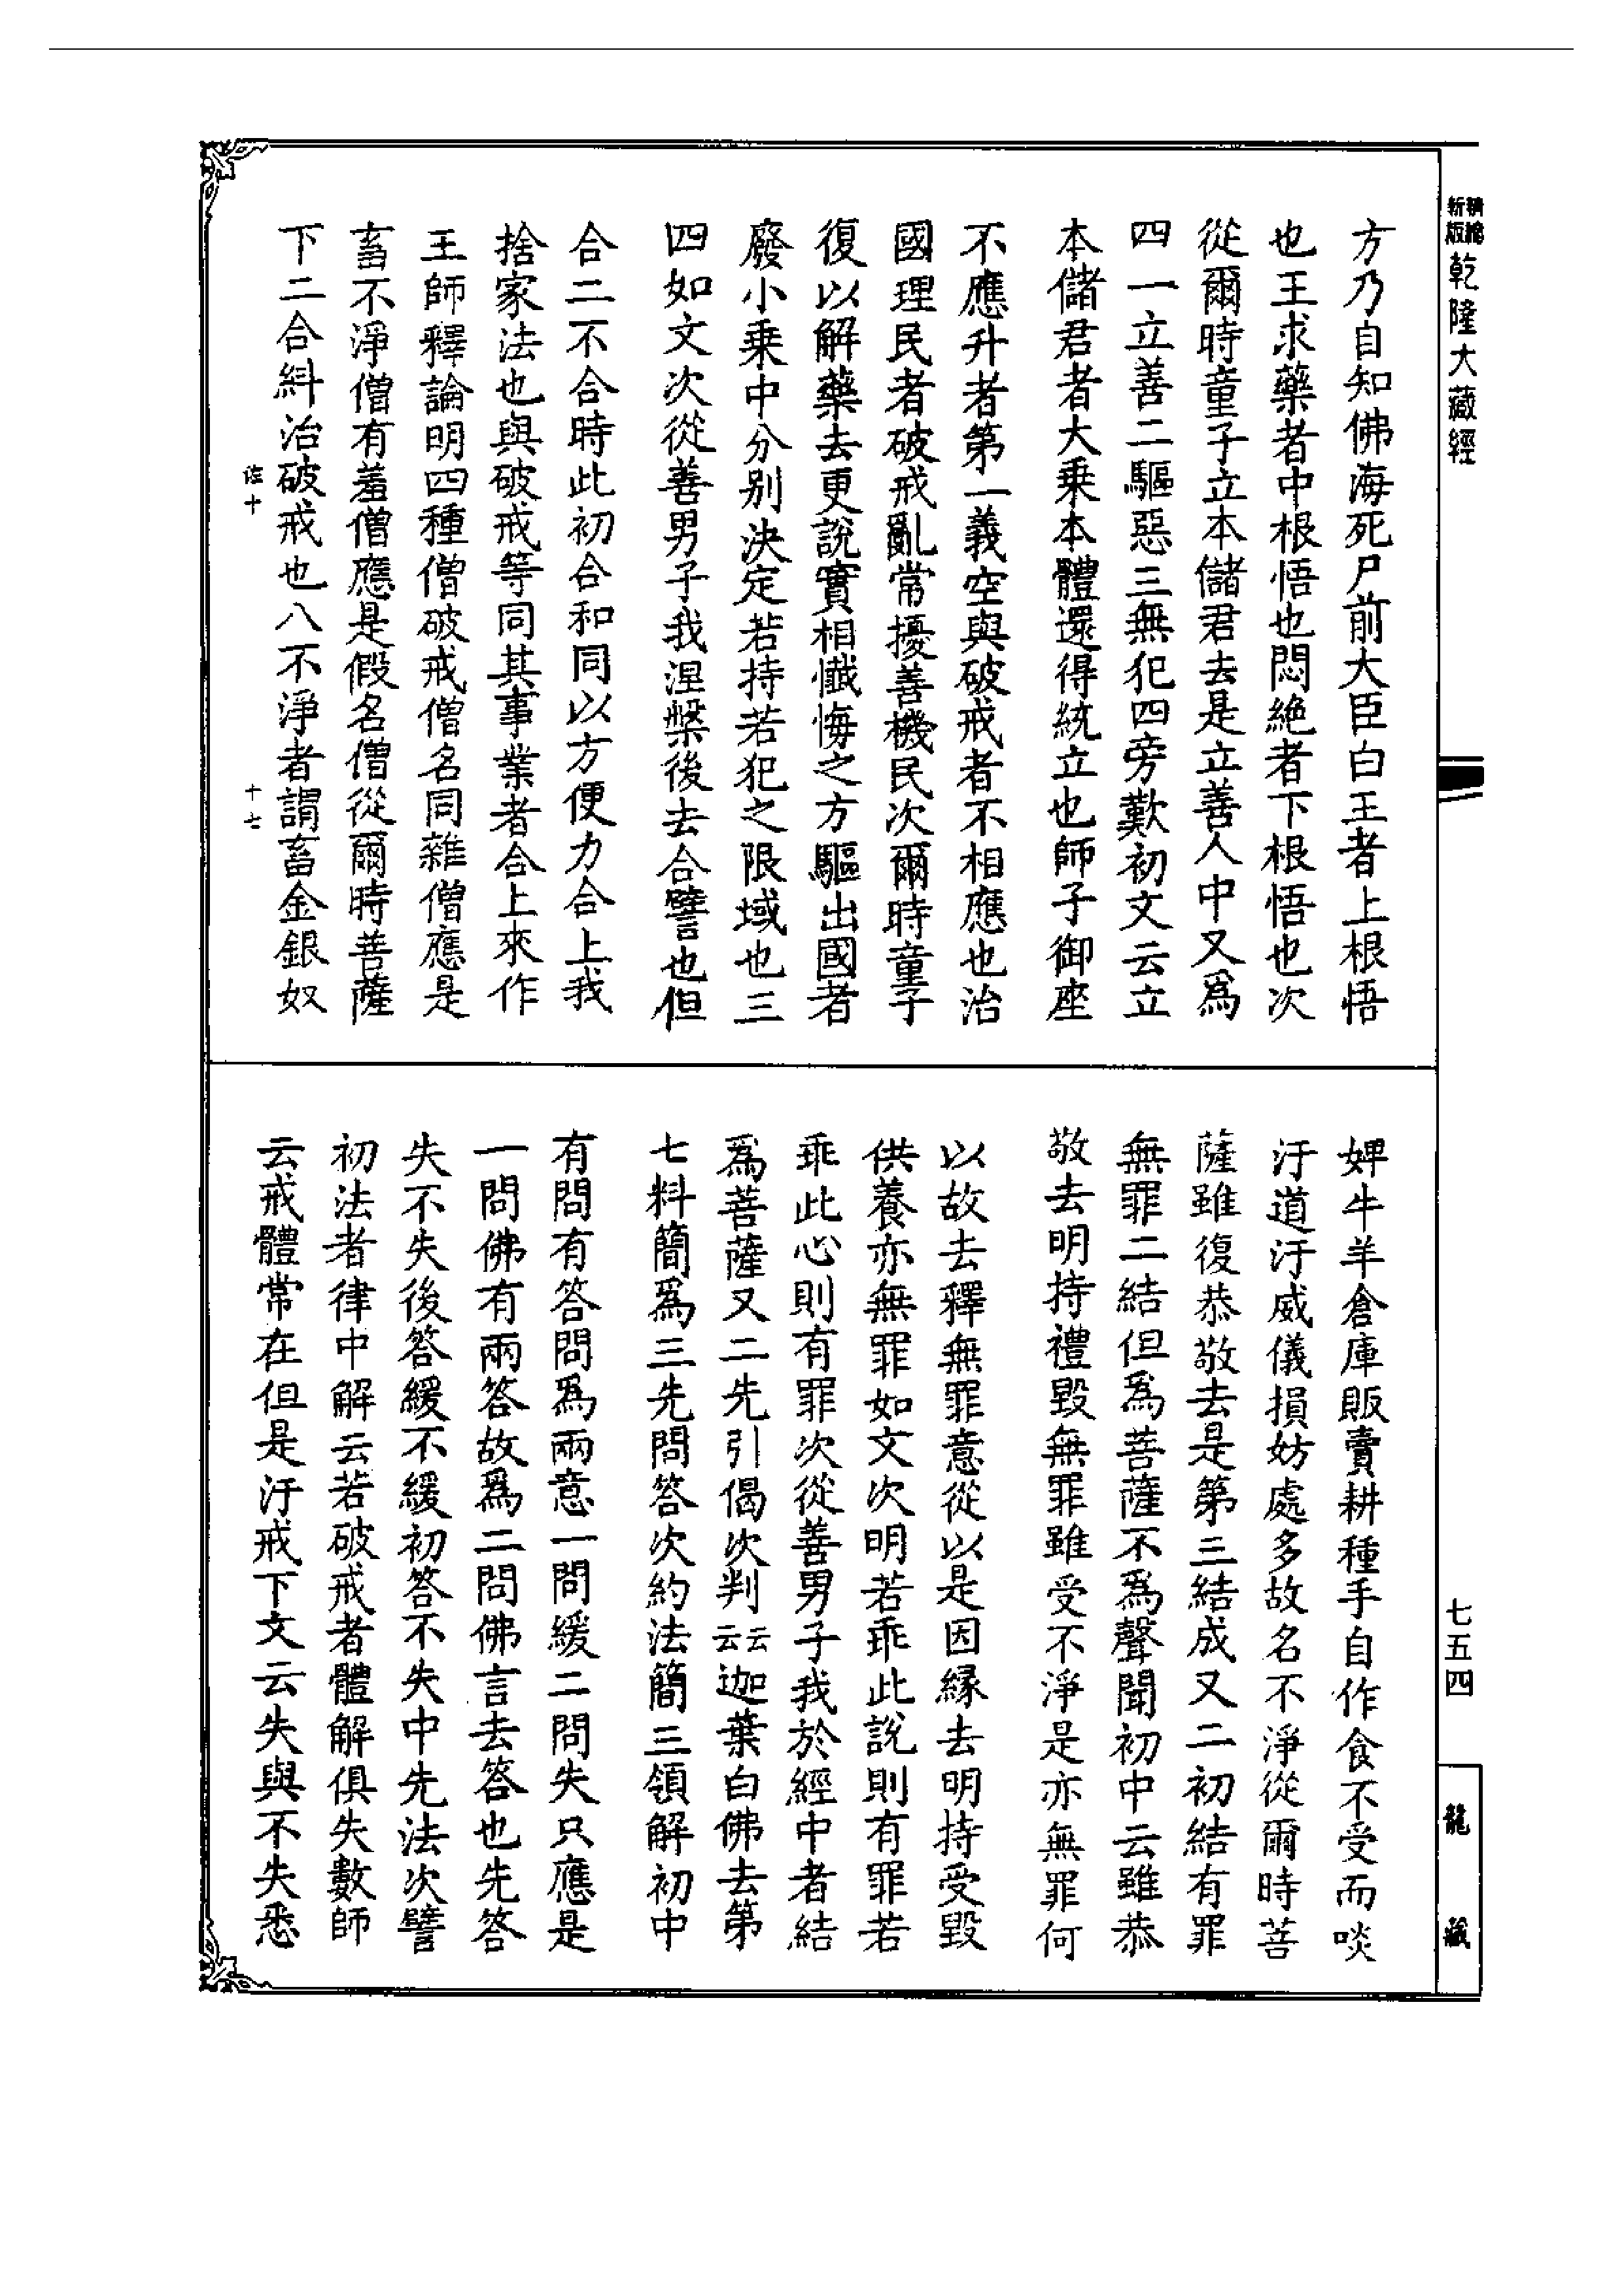 新版精縮乾隆大藏經
方乃自知佛海死尸前大臣白王者上根悟
也王求藥者中根悟也悶絶者下根悟也次
從爾時童子立本儲君去是立善人中又爲
四一立善二驅惡三無犯四旁歎初文云立
本儲君者大乘本體還得統立也師子御座
不應升者第一義空與破戒者不相應也治
國理民者破戒亂常擾善機民次爾時童子
復以解藥去更說實相懺悔之方驅出國者
廢小乘中分別決定若持若犯之限域也三
四如文次從善男子我涅槃後去合譬也但
合二不合時此初合和同以方便力合上我
捨家法也與破戒等同其事業者合上來作
王師釋論明四種僧破戒僧名同雜僧應是
畜不淨僧有羞僧應是假名僧從爾時菩薩
下二合糾治破戒也八不淨者謂畜金銀奴
十七
婢牛羊倉庫販賣耕種手自作食不受而啖
汙道汙威儀損妨處多故名不淨從爾時菩
薩雖復恭敬去是第三結成又二初結有罪
無罪二結但爲菩薩不爲聲聞初中云雖恭
敬去明持禮毀無罪雖受不淨是亦無罪何
以故去釋無罪意從以是因緣去明持受毀
供養亦無罪如文次明若乖此說則有罪若
乖此心則有罪次從善男子我於經中者結
爲菩薩又二先引偈次判云云迦葉白佛去第
七料簡爲三先問答次約法簡三領解初中
有問有答問爲兩意一問緩二問失只應是
一問佛有兩答故爲二問佛言去答也先答
失不失後答緩不緩初答不失中先法次譬
初法者律中解云若破戒者體解俱失數師
云戒體常在但是汙戒下文云失與不失悉
七五四
龍藏